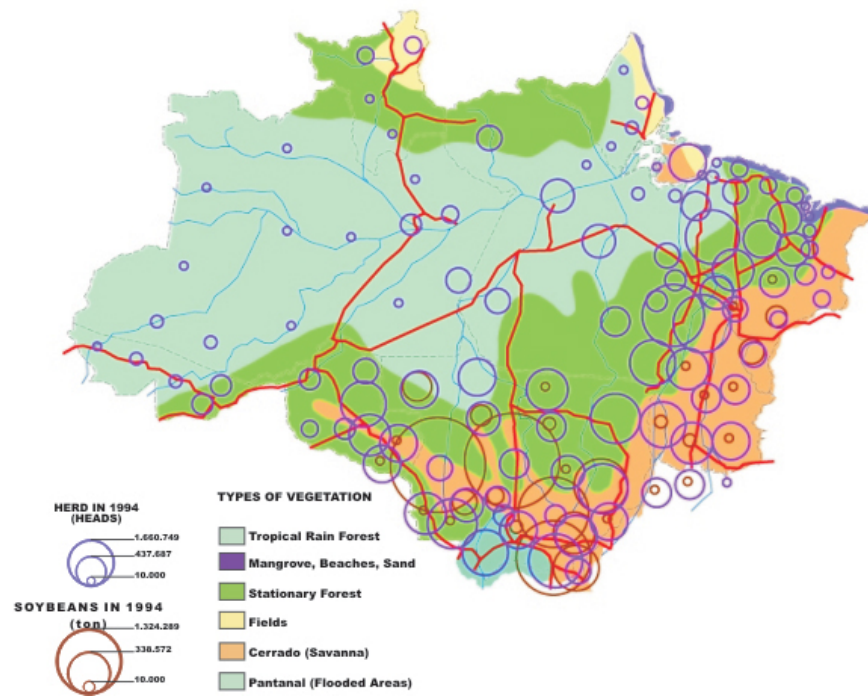 HERD IN 1994
(HEADS)
1.660.749
437.687
10.000
SOYBEANS IN 1994
(ton)
1.324.289
338.572
10.000
TYPES OF VEGETATION
Tropical Rain Forest
Mangrove, Beaches, Sand
Stationary Forest
Fields
Cerrado (Savanna)
Pantanal (Flooded Areas)